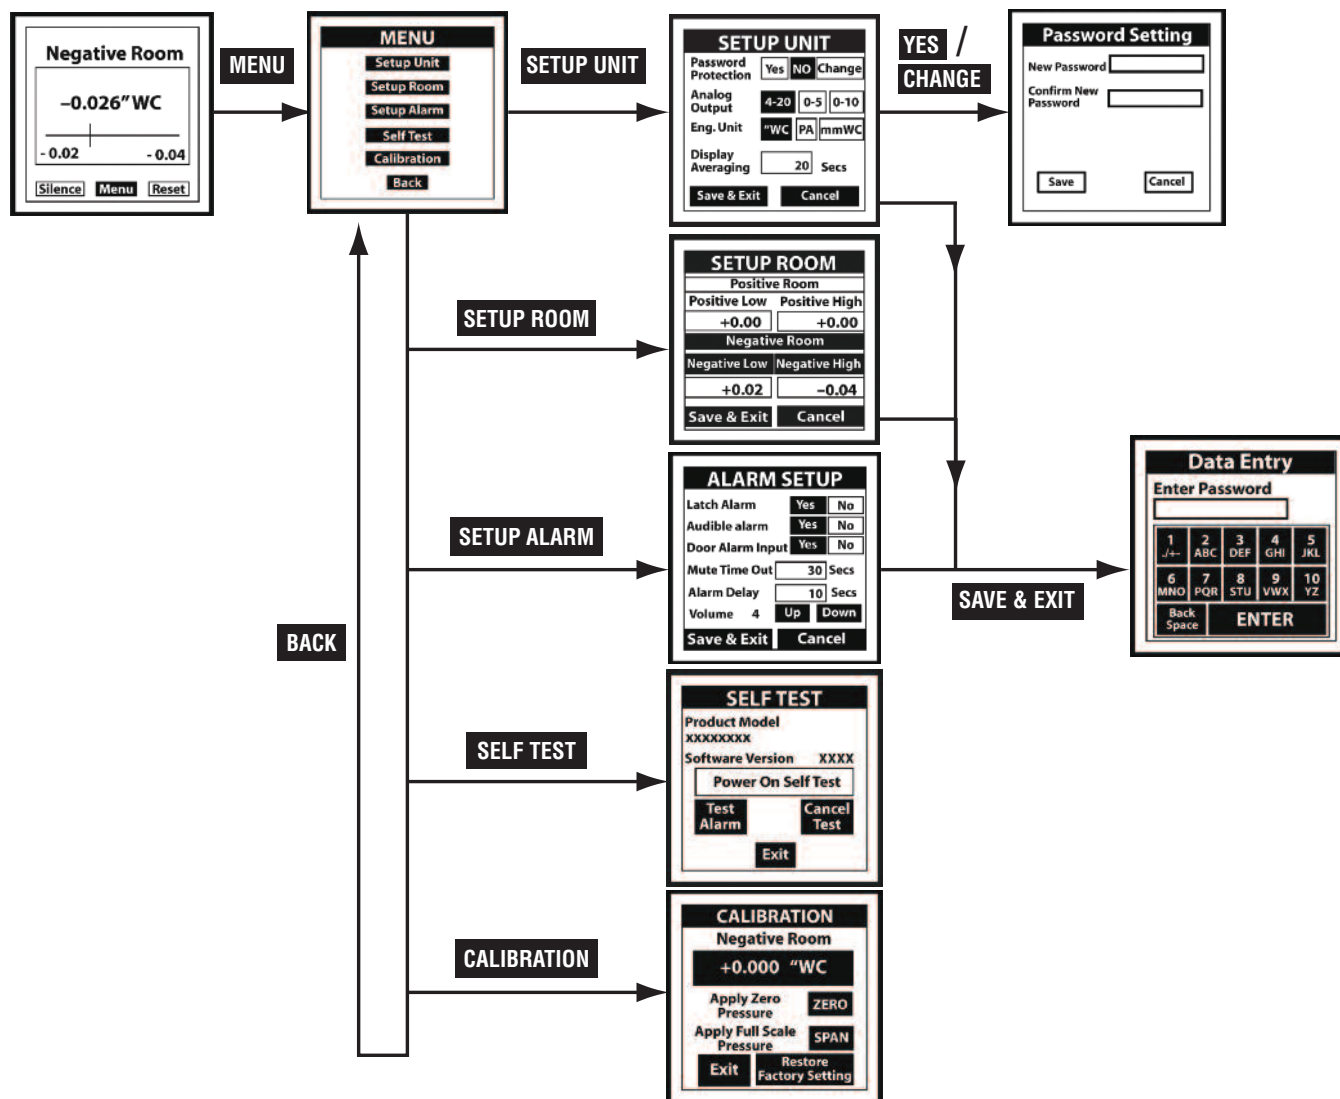 Negative Room
–0.026" WC
- 0.02 - 0.04
Silence Menu Reset
MENU
MENU
Setup Unit
Setup Room
Setup Alarm
Self Test
Calibration
Back
SETUP UNIT
SETUP UNIT
Password Protection Yes NO Change
Analog Output 4-20 0-5 0-10
Eng. Unit "WC PA mmWC
Display Averaging 20 Secs
Save & Exit Cancel
YES /
CHANGE
Password Setting
New Password
Confirm New
Password
Save Cancel
SETUP ROOM
SETUP ROOM
Positive Room
Positive Low Positive High
+0.00 +0.00
Negative Room
Negative Low Negative High
+0.02 –0.04
Save & Exit Cancel
SETUP ALARM
ALARM SETUP
Latch Alarm Yes No
Audible alarm Yes No
Door Alarm Input Yes No
Mute Time Out 30 Secs
Alarm Delay 10 Secs
Volume 4 Up Down
Save & Exit Cancel
SAVE & EXIT
Data Entry
Enter Password
1 2 3 4 5
./+- ABC DEF GHI JKL
6 7 8 9 10
MNO PQR STU VWX YZ
Back
Space ENTER
BACK
SELF TEST
SELF TEST
Product Model
XXXXXXXX
Software Version XXXX
Power On Self Test
Test
Alarm
Cancel
Test
Exit
CALIBRATION
CALIBRATION
Negative Room
+0.000 "WC
Apply Zero
Pressure
ZERO
Apply Full Scale
Pressure
SPAN
Exit
Restore
Factory Setting